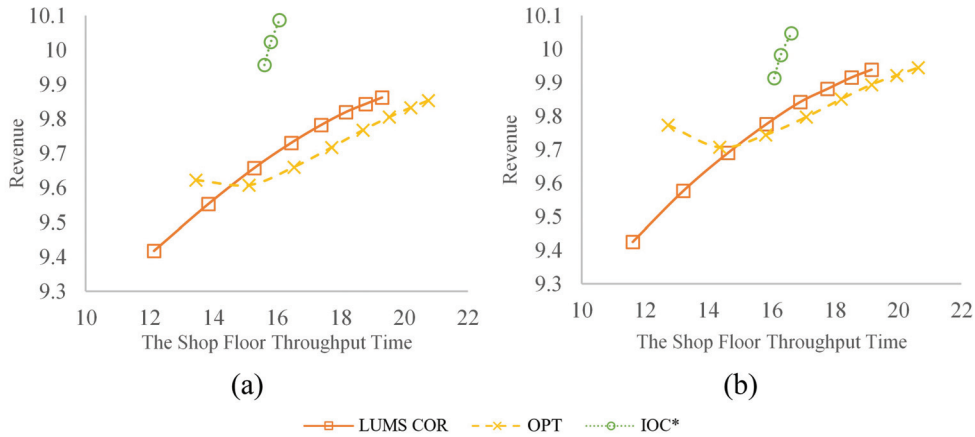 10.1
10
9.9
9.8
9.7
9.6
9.5
9.4
9.3
Revenue
10 12 14 16 18 20 22
The Shop Floor Throughput Time
(a)
10.1
10
9.9
9.8
9.7
9.6
9.5
9.4
9.3
Revenue
10 12 14 16 18 20 22
The Shop Floor Throughput Time
(b)
LUMS COR OPT IOC*